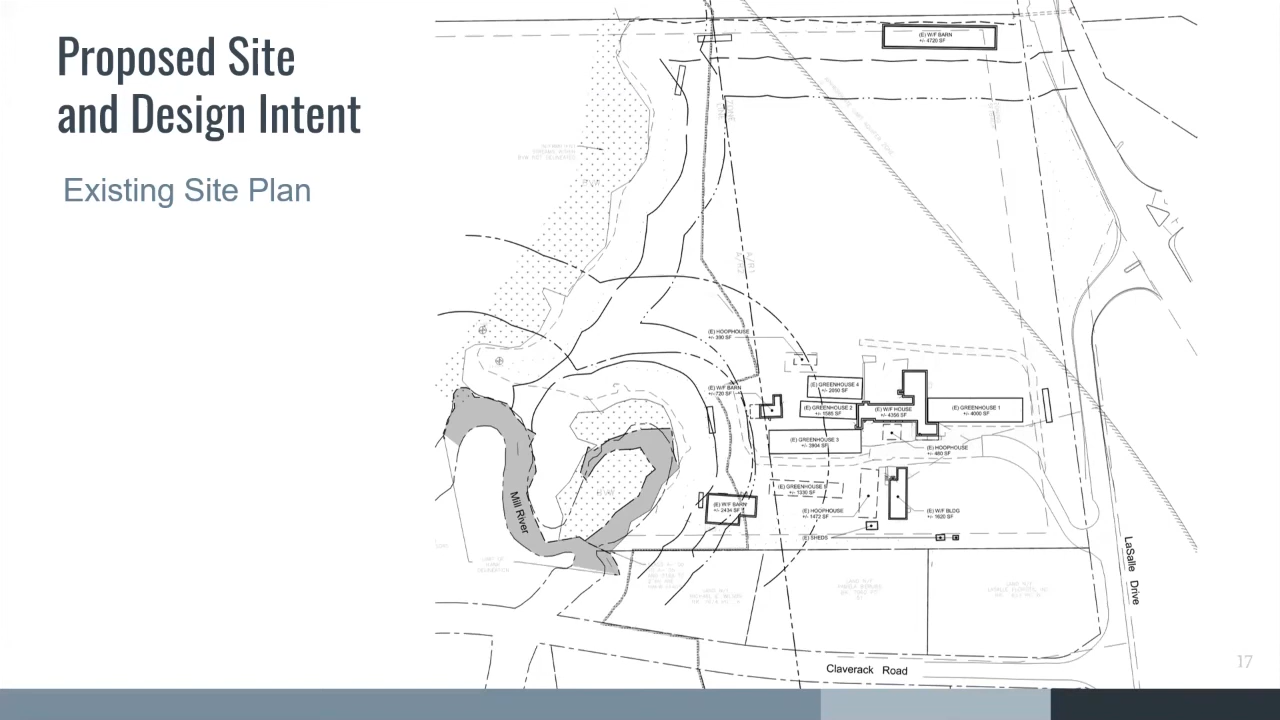 Proposed Site
and Design Intent
Existing Site Plan
(E) W/F BARN
+/- 4720 SF
(E) HOOPHOUSE
+/- 390 SF
(E) W/F BARN
+/-720 SF
(E) GREENHOUSE 4
+/- 2050 SF
(E) GREENHOUSE 2
+/- 1585 SF
(E) W/F HOUSE
+/- 4356 SF
(E) GREENHOUSE 1
+/- 4000 SF
(E) GREENHOUSE 3
+/- 3904 SF
(E) HOOPHOUSE
+/- 480 SF
(E) GREENHOUSE 5
+/- 1330 SF
(E) W/F BARN
+/- 2434 SF
(E) HOOPHOUSE
+/- 1472 SF
(E) W/F BLDG
+/- 1620 SF
(E) SHEDS
Mill River
LaSalle Drive
Claverack Road
17